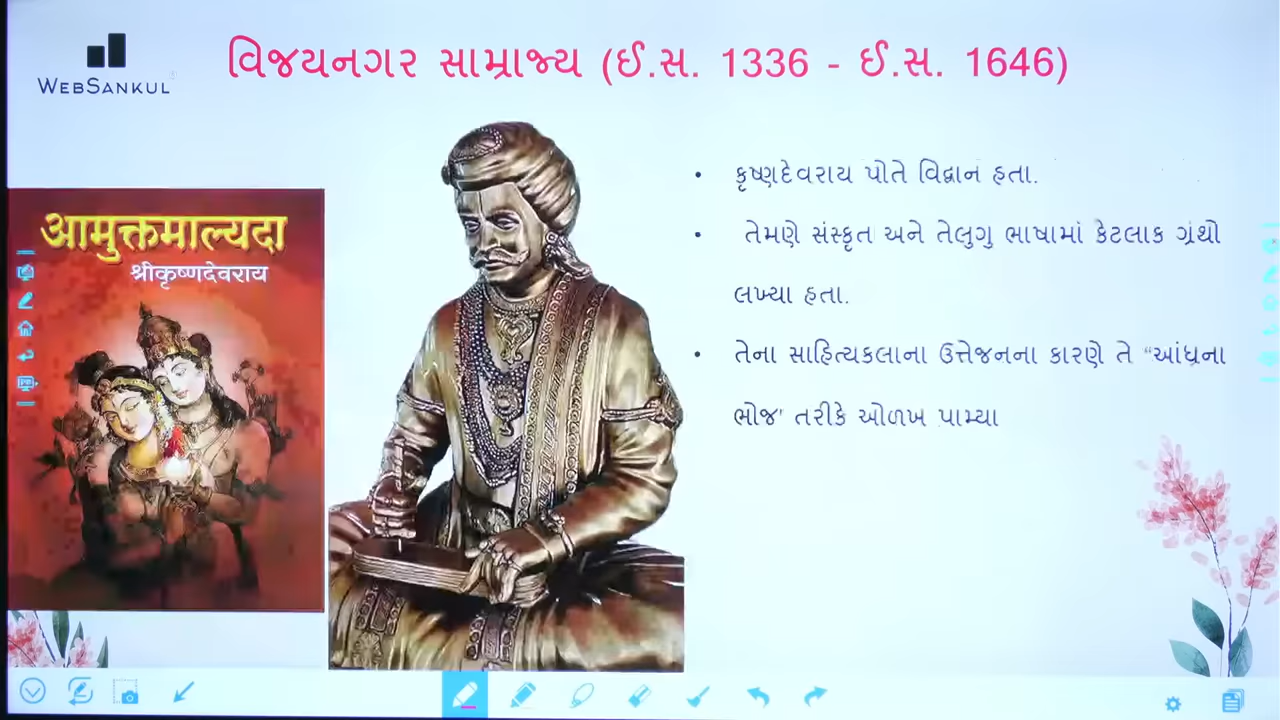 વિજયનગર સામ્રાજ્ય (ઈ.સ. 1336 - ઈ.સ. 1646)
WEBSANKUL
आमुक्तमाल्यदा
श्रीकृष्णदेवराय
• કૃષ્ણદેવરાય પોતે વિદ્વાન હતા.
• તેમણે સંસ્કૃત અને તેલુગુ ભાષામાં કેટલાક ગ્રંથો
લખ્યા હતા.
• તેના સાહિત્યકલાના ઉત્તેજનના કારણે તે “આંધ્રના
ભોજ' તરીકે ઓળખ પામ્યા